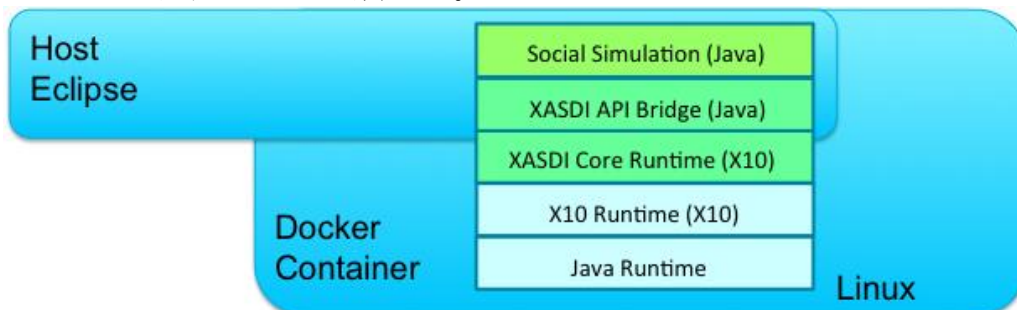 Host
Eclipse
Social Simulation (Java)
XASDI API Bridge (Java)
XASDI Core Runtime (X10)
X10 Runtime (X10)
Java Runtime
Docker
Container
Linux